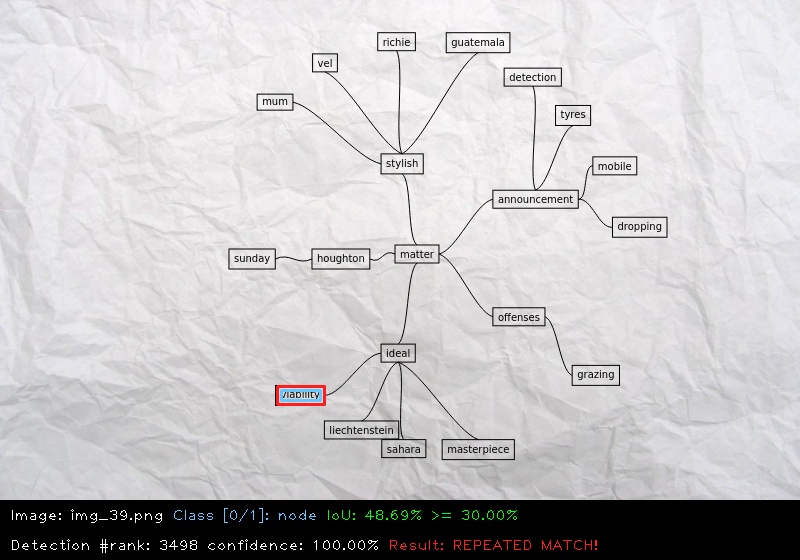 richie
guatemala
vel
detection
mum
tyres
stylish
mobile
announcement
dropping
matter
sunday
houghton
offenses
ideal
grazing
viability
liechtenstein
sahara
masterpiece
Image: img_39.png Class [0/1]: node IoU: 48.69% >= 30.00%
Detection #rank: 3498 confidence: 100.00% Result: REPEATED MATCH!